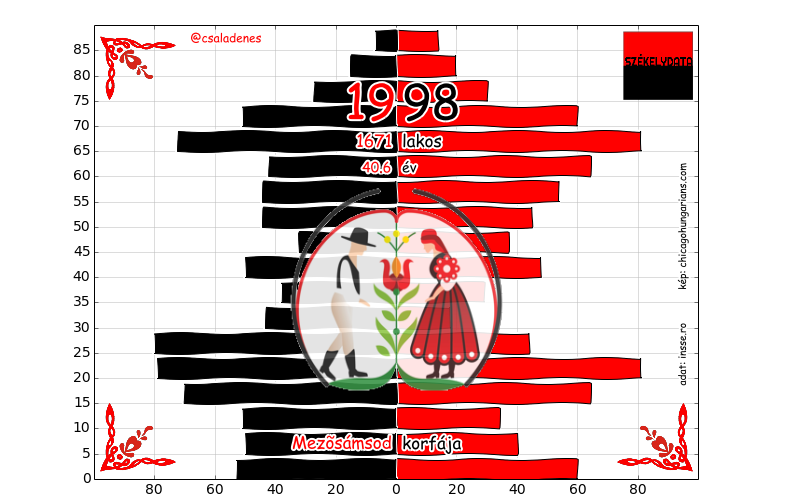 @csaladenes
SZÉKELYDATA
1998
1671 lakos
40.6 év
kép: chicagohungarians.com
adat: insse.ro
Mezõsámsod korfája
85
80
75
70
65
60
55
50
45
40
35
30
25
20
15
10
5
0
80 60 40 20 0 20 40 60 80